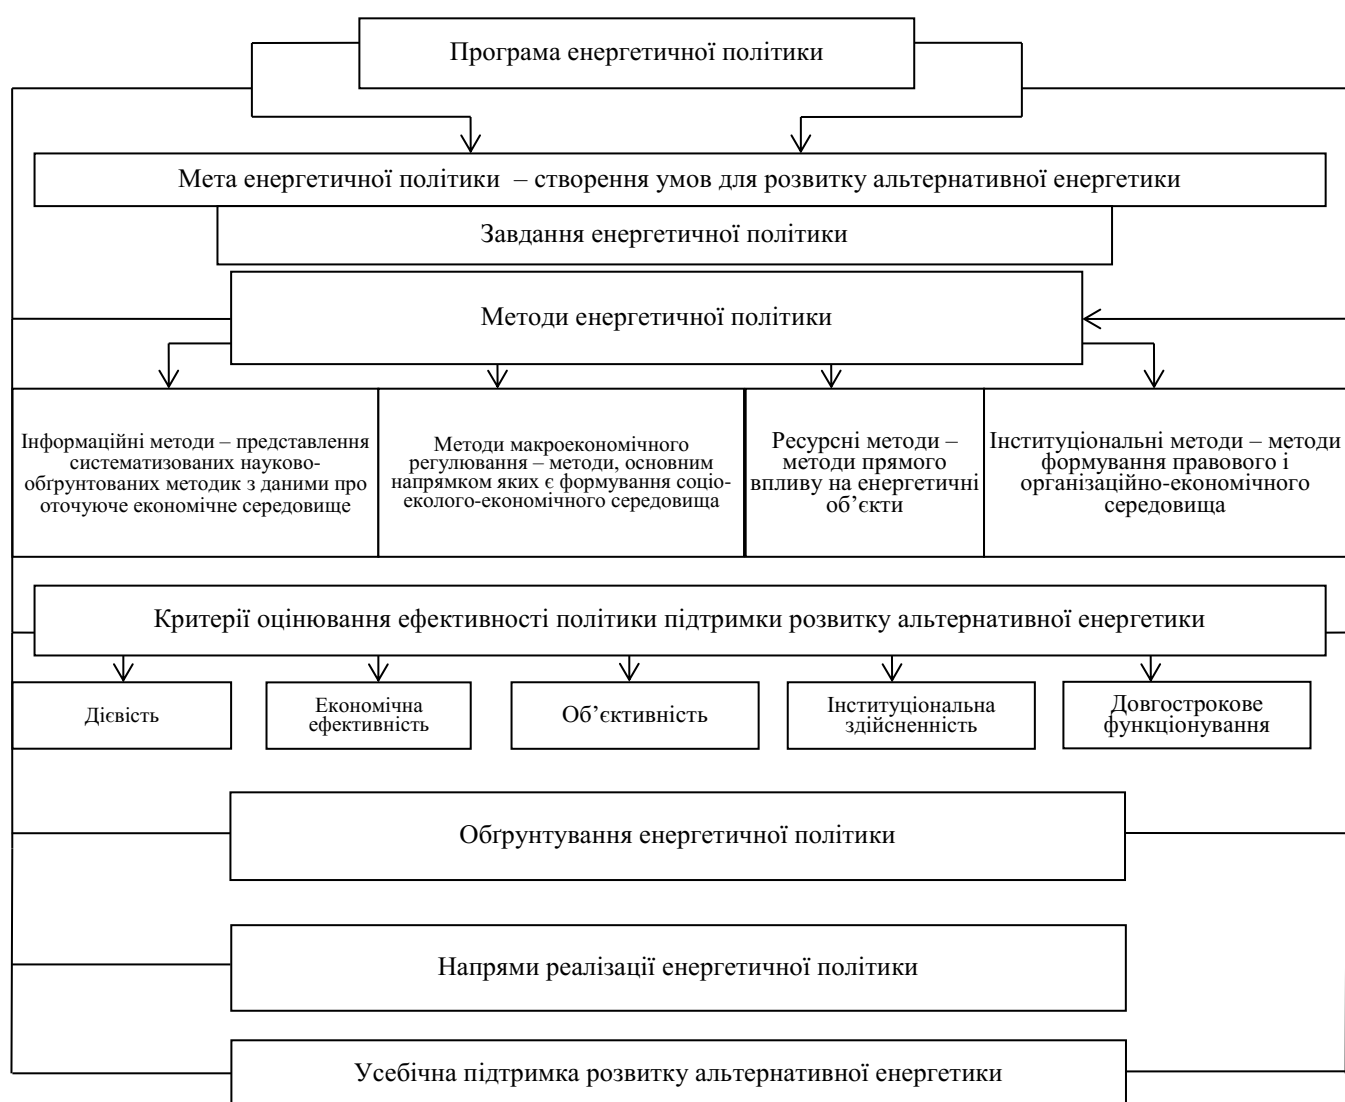 Програма енергетичної політики
Мета енергетичної політики – створення умов для розвитку альтернативної енергетики
Завдання енергетичної політики
Методи енергетичної політики
Інформаційні методи – представлення
систематизованих науково-
обґрунтованих методик з даними про
оточуюче економічне середовище
Методи макроекономічного
регулювання – методи, основним
напрямком яких є формування соціо-
еколого-економічного середовища
Ресурсні методи –
методи прямого
впливу на енергетичні
об’єкти
Інституціональні методи – методи
формування правового і
організаційно-економічного
середовища
Критерії оцінювання ефективності політики підтримки розвитку альтернативної енергетики
Дієвість
Економічна
ефективність
Об’єктивність
Інституціональна
здійсненність
Довгострокове
функціонування
Обґрунтування енергетичної політики
Напрями реалізації енергетичної політики
Усебічна підтримка розвитку альтернативної енергетики